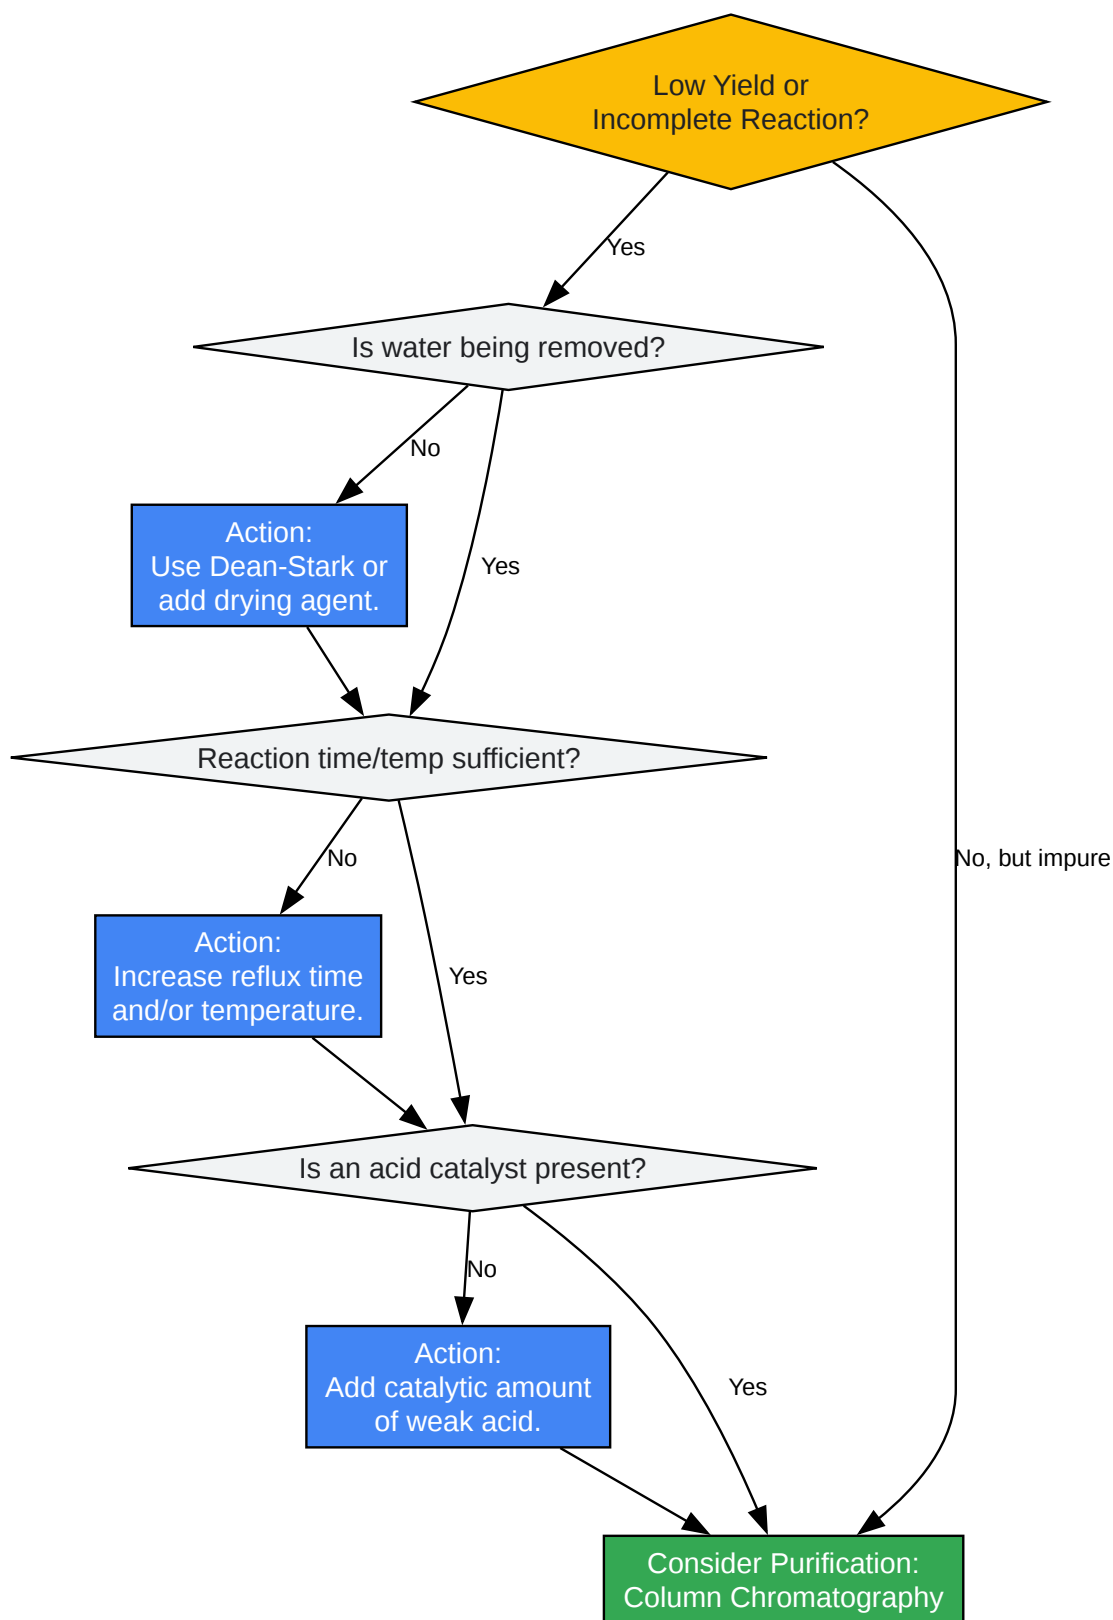 Low Yield or
Incomplete Reaction?
Yes
Is water being removed?
No
Action:
Use Dean-Stark or
add drying agent.
Yes
Reaction time/temp sufficient?
No
No, but impure
Action:
Increase reflux time
and/or temperature.
Yes
Is an acid catalyst present?
No
Action:
Add catalytic amount
of weak acid.
Yes
Consider Purification:
Column Chromatography